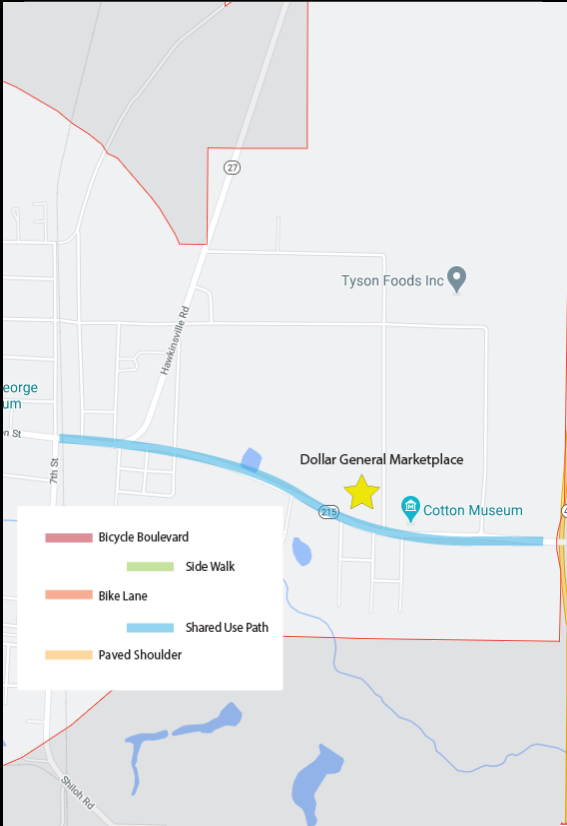 27
Tyson Foods Inc
Hawkinsville Rd
eorge
um
n St
7th St
Dollar General Marketplace
215
Cotton Museum
4
Bicycle Boulevard
Side Walk
Bike Lane
Shared Use Path
Paved Shoulder
Shiloh Rd